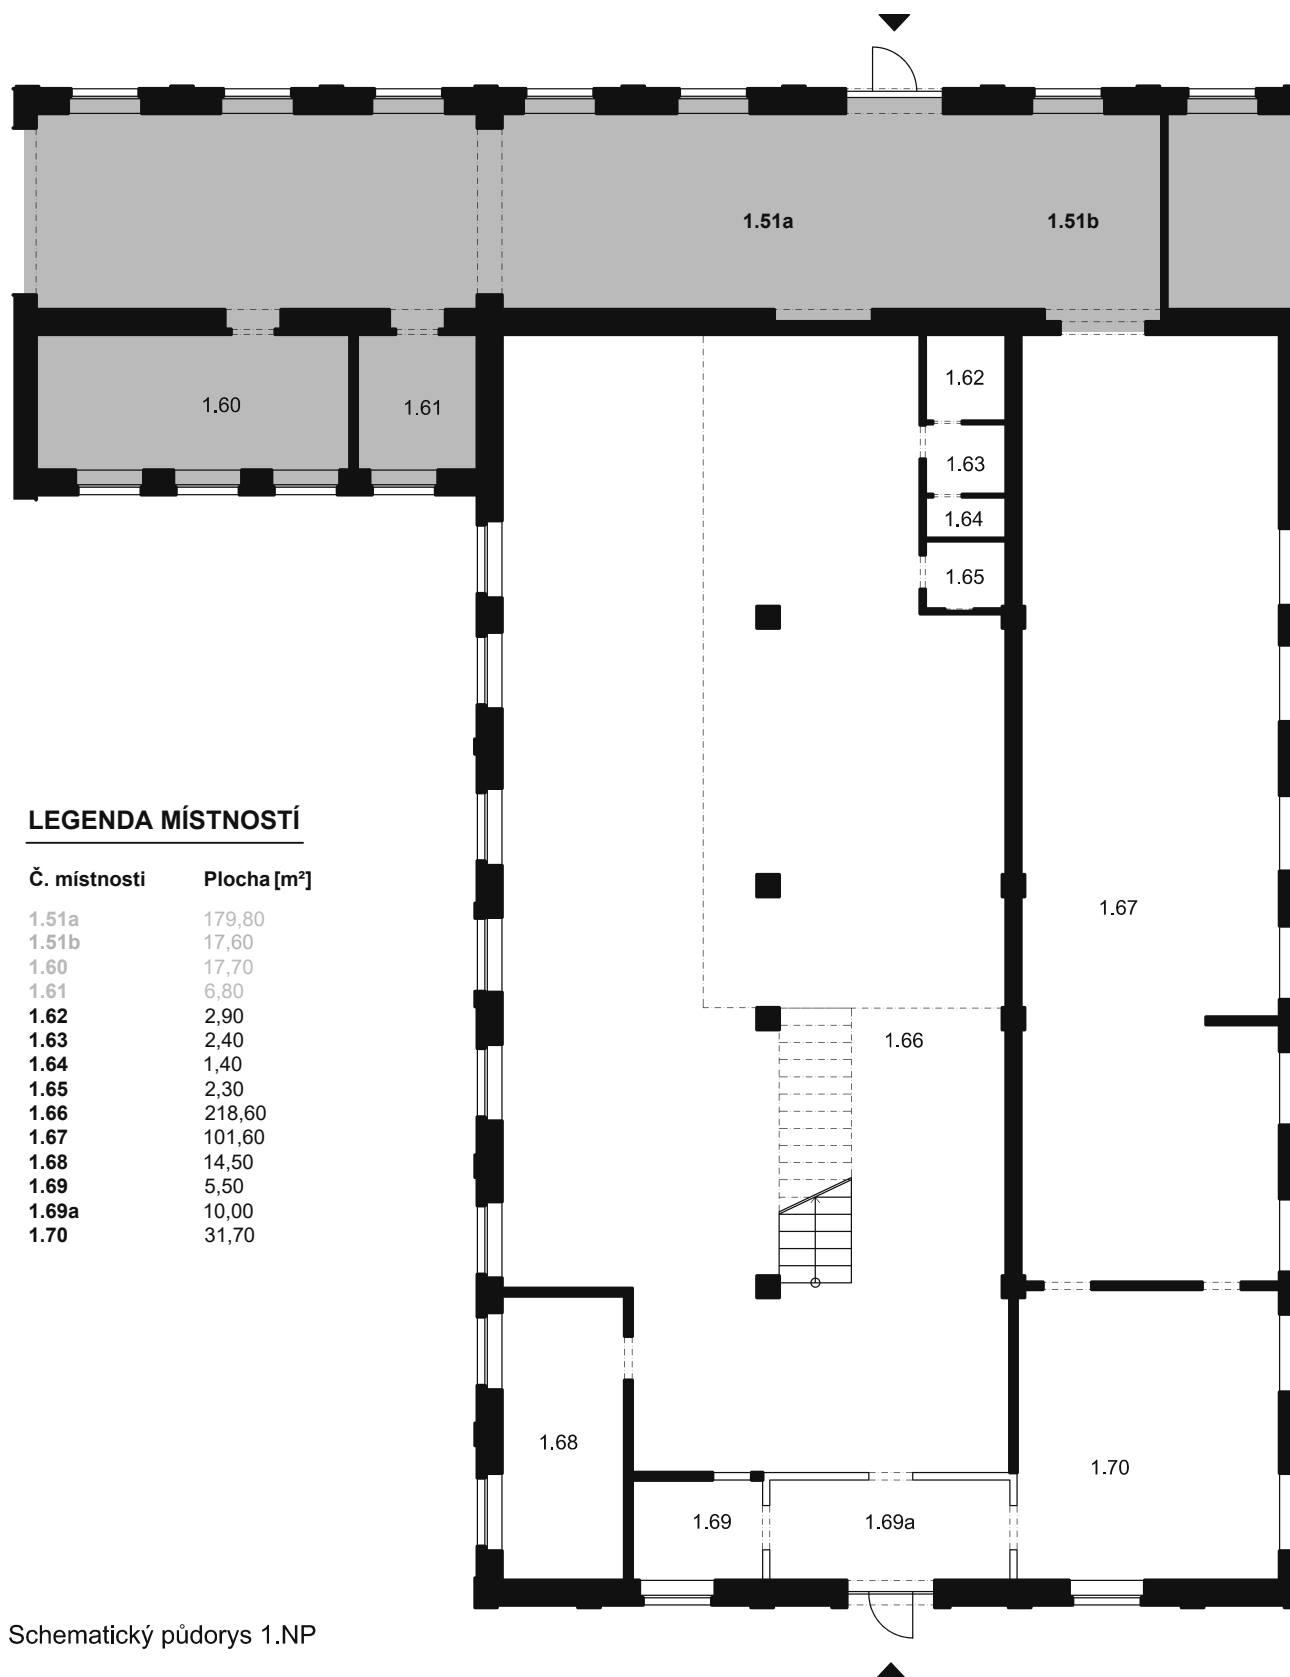 1.51a 1.51b
1.60 1.61
1.62
1.63
1.64
1.65
LEGENDA MÍSTNOSTÍ
Č. místnosti Plocha [m²]
1.51a 179,80
1.51b 17,60
1.60 17,70
1.61 6,80
1.62 2,90
1.63 2,40
1.64 1,40
1.65 2,30
1.66 218,60
1.67 101,60
1.68 14,50
1.69 5,50
1.69a 10,00
1.70 31,70
1.67
1.66
1.68
1.70
1.69 1.69a
Schematický půdorys 1.NP